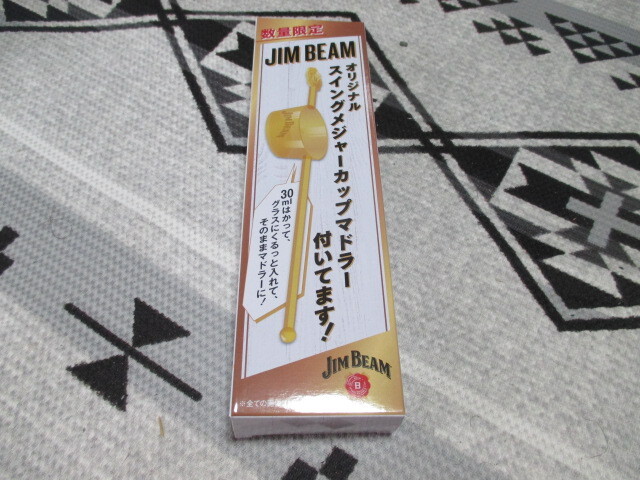 数量限定
JIM BEAM
オリジナル
スイングメジャーカップマドラー
付いてます!
30mlはかって、
グラスにくるっと入れて、
そのままマドラーに!
JIM BEAM
B
※全ての